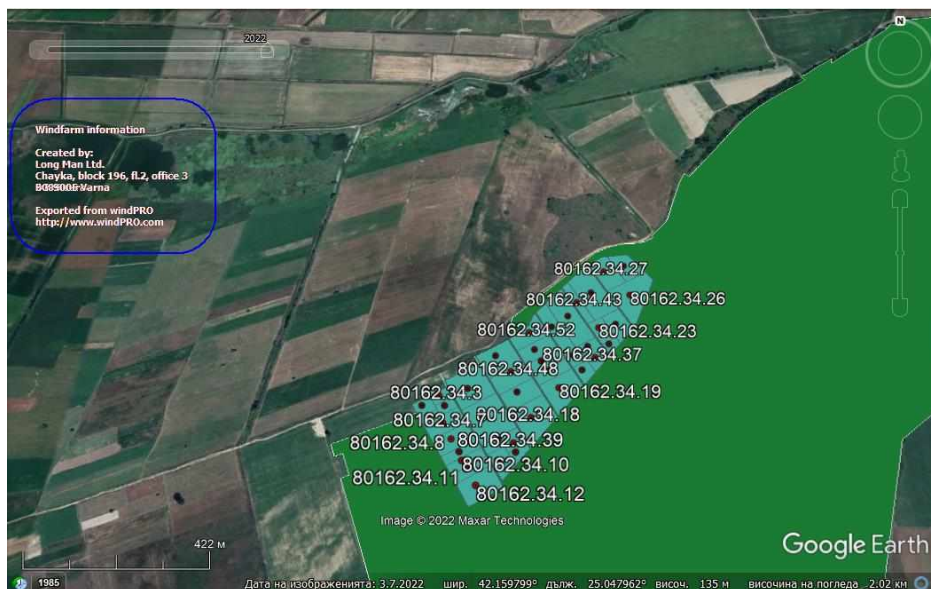 2022
N
Windfarm information
Created by:
Long Man Ltd.
Chayka, block 196, fl.2, office 3
Varna
Exported from windPRO
http://www.windPRO.com
80162.34.27
80162.34.43
80162.34.26
80162.34.52
80162.34.23
80162.34.37
80162.34.48
80162.34.3
80162.34.19
80162.34.7
80162.34.18
80162.34.8
80162.34.39
80162.34.11
80162.34.10
80162.34.12
Image © 2022 Maxar Technologies
422 м
Google Earth
1985
Дата на изображенията: 3.7.2022 шир. 42.159799° дълж. 25.047962° височ. 135 м височина на погледа 2.02 км